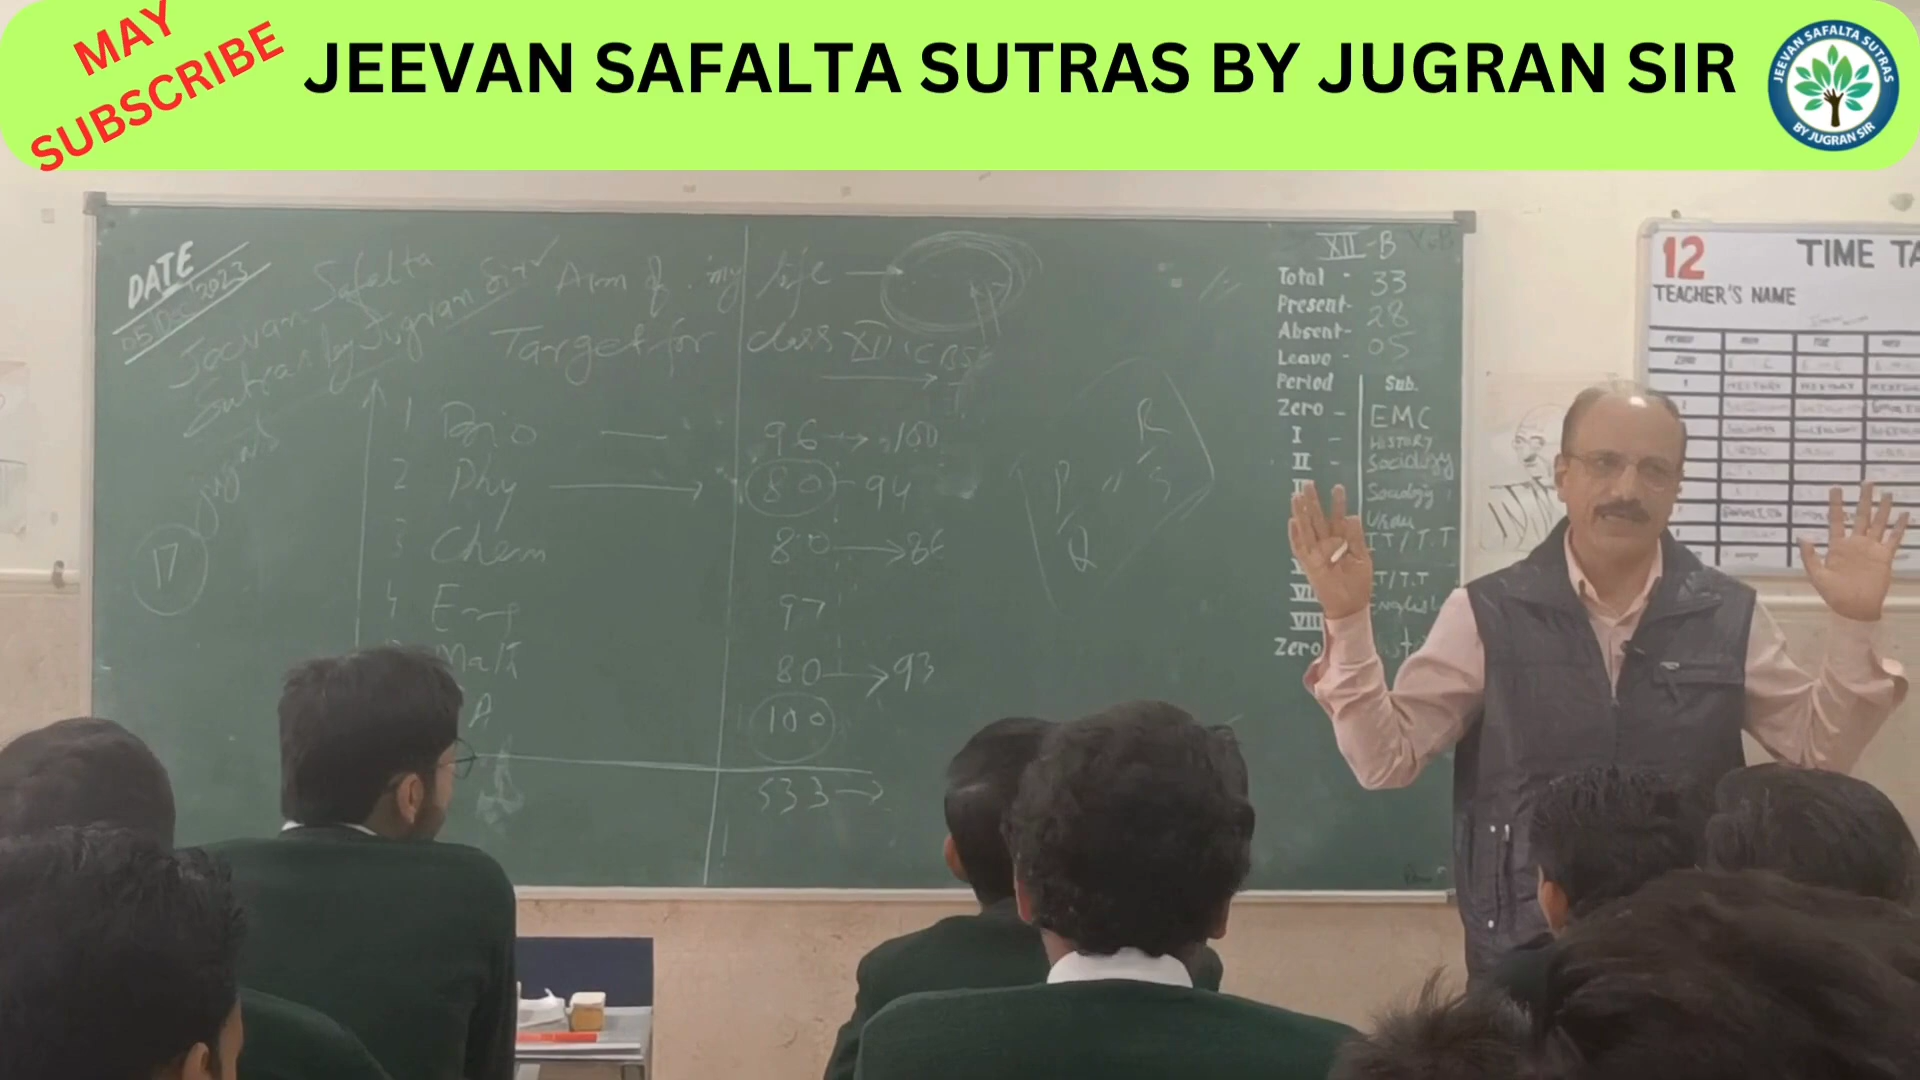 MAY
SUBSCRIBE
JEEVAN SAFALTA SUTRAS BY JUGRAN SIR
JEEVAN SAFALTA SUTRAS
BY JUGRAN SIR
DATE
05 Dec 2023
Jeevan Safalta
Sutras by Jugran Sir
Aim of my life
Target for class XII CBSE
1 Bio — 96 → 100
2 Phy → 80 - 94
3 Chem 80 → 86
4 Eng 97
Math 80 → 93
A 100
533 →
17
R
P " S
Q
XII - B
Total - 33
Present- 28
Absent- 05
Leave -
Period Sub.
Zero - EMC
I - HISTORY
II - Sociology
Sociology
Urdu
IT/T.T
IT/T.T
VII English
VIII
Zero
12 TIME TA
TEACHER'S NAME